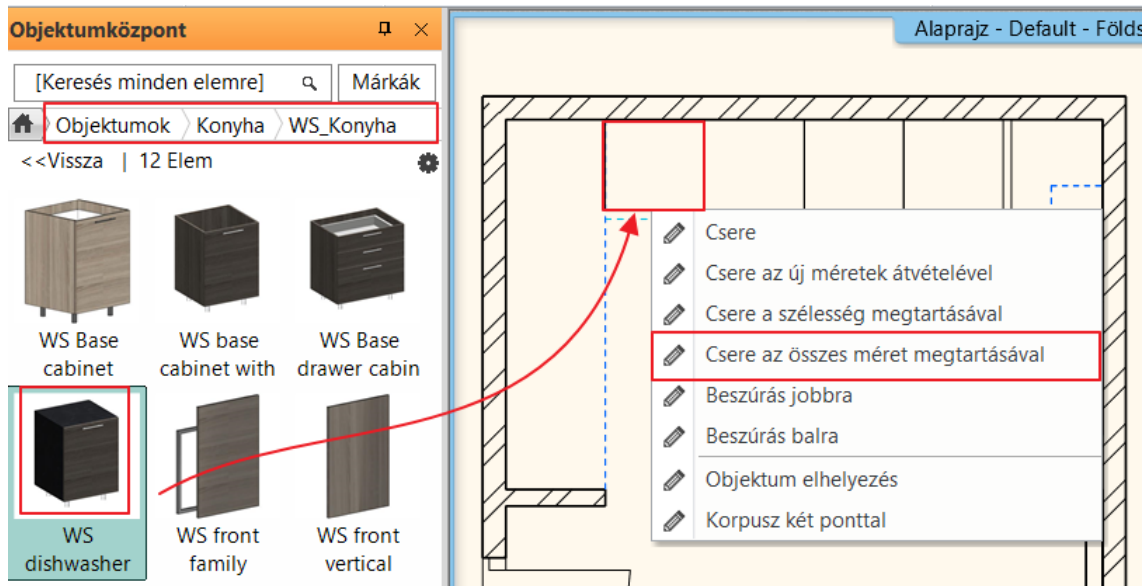 Objektumközpont
[Keresés minden elemre]
Márkák
Objektumok
Konyha
WS_Konyha
<<Vissza | 12 Elem
WS Base
cabinet
WS base
cabinet with
WS Base
drawer cabin
WS
dishwasher
WS front
family
WS front
vertical
Alaprajz - Default - Földs
Csere
Csere az új méretek átvételével
Csere a szélesség megtartásával
Csere az összes méret megtartásával
Beszúrás jobbra
Beszúrás balra
Objektum elhelyezés
Korpusz két ponttal